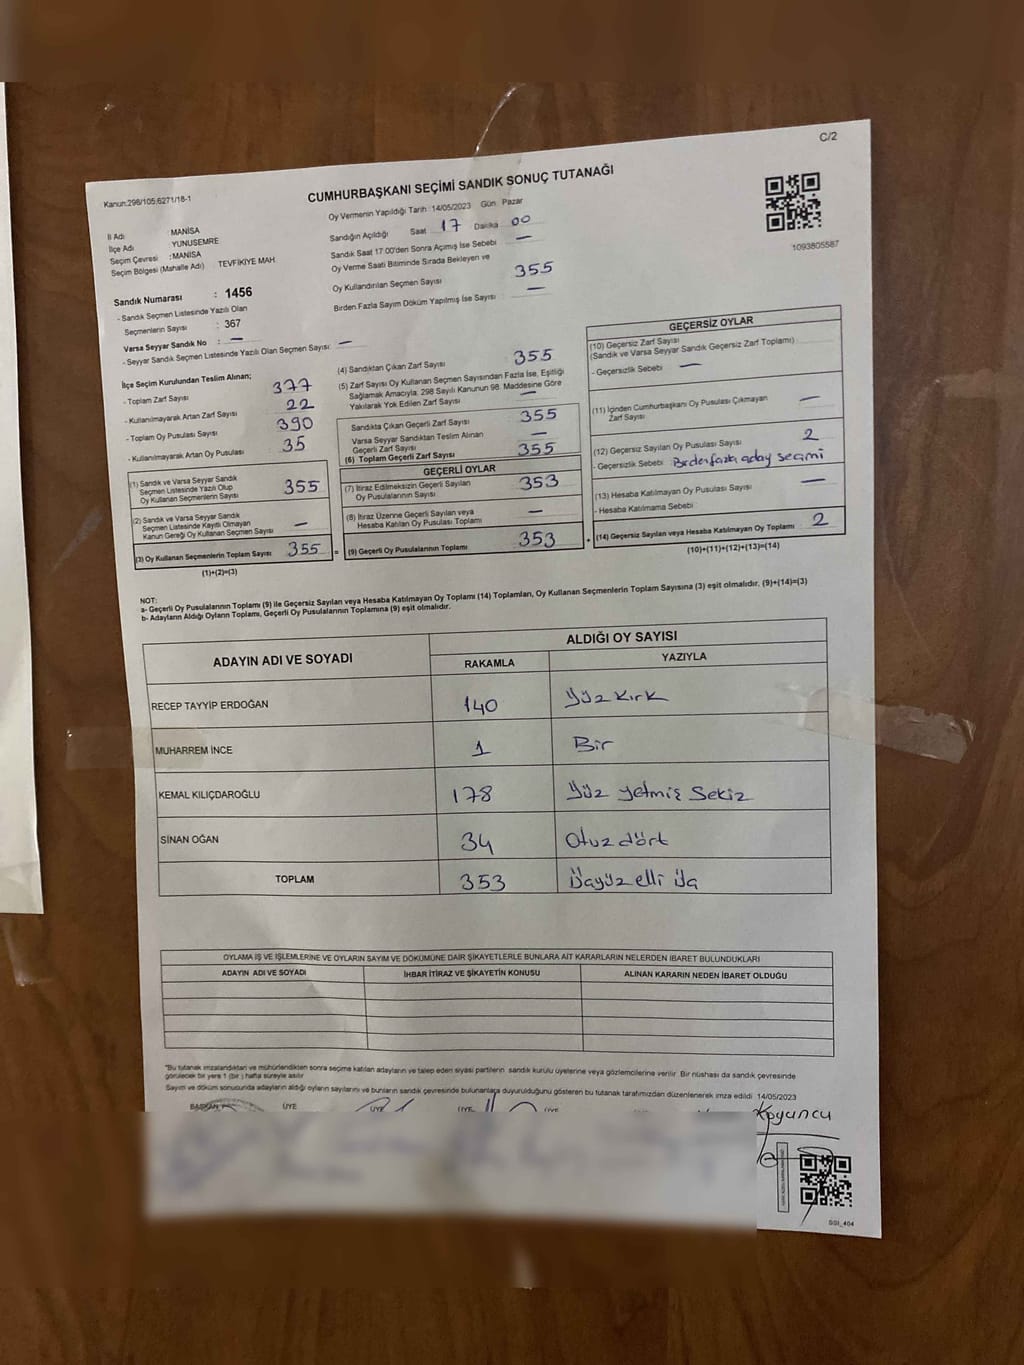 C/2
Kanun:298/105,6271/18-1
CUMHURBAŞKANI SEÇİMİ SANDIK SONUÇ TUTANAĞI
1093805587
İl Adı : MANİSA
İlçe Adı YUNUSEMRE
Seçim Çevresi : MANİSA
Seçim Bölgesi (Mahalle Adı) : TEVFİKİYE MAH.
Oy Vermenin Yapıldığı Tarih :14/05/2023 Gün Pazar
Sandığın Açıldığı Saat 17 Dakika 00
Sandık Saat 17.00'den Sonra Açımış İse Sebebi —
Oy Verme Saati Bitiminde Sırada Bekleyen ve
Oy Kullandırılan Seçmen Sayısı 355
Birden Fazla Sayım Döküm Yapılmış İse Sayısı —
Sandık Numarası : 1456
- Sandık Seçmen Listesinde Yazılı Olan
Seçmenlerin Sayısı : 367
Varsa Seyyar Sandık No : —
- Seyyar Sandık Seçmen Listesinde Yazılı Olan Seçmen Sayısı: —
İlçe Seçim Kurulundan Teslim Alınan;
- Toplam Zarf Sayısı 377
- Kullanılmayarak Artan Zarf Sayısı 22
- Toplam Oy Pusulası Sayısı 390
- Kullanılmayarak Artan Oy Pusulası 35
(1) Sandık ve Varsa Seyyar Sandık
Seçmen Listesinde Yazılı Olup
Oy Kullanan Seçmenlerin Sayısı 355
(2) Sandık ve Varsa Seyyar Sandık
Seçmen Listesinde Kayıtlı Olmayan
Kanun Gereği Oy Kullanan Seçmen Sayısı —
(3) Oy Kullanan Seçmenlerin Toplam Sayısı 355 =
(1)+(2)=(3)
(4) Sandıktan Çıkan Zarf Sayısı 355
(5) Zarf Sayısı Oy Kullanan Seçmen Sayısından Fazla İse, Eşitliği
Sağlamak Amacıyla, 298 Sayılı Kanunun 98. Maddesine Göre
Yakılarak Yok Edilen Zarf Sayısı —
Sandıkta Çıkan Geçerli Zarf Sayısı 355
Varsa Seyyar Sandıktan Teslim Alınan
Geçerli Zarf Sayısı —
(6) Toplam Geçerli Zarf Sayısı 355
GEÇERLİ OYLAR
(7) İtiraz Edilmeksizin Geçerli Sayılan
Oy Pusulalarının Sayısı 353
(8) İtiraz Üzerine Geçerli Sayılan veya
Hesaba Katılan Oy Pusulası Toplamı —
(9) Geçerli Oy Pusulalarının Toplamı 353 +
GEÇERSİZ OYLAR
(10) Geçersiz Zarf Sayısı
(Sandık ve Varsa Seyyar Sandık Geçersiz Zarf Toplamı)
- Geçersizlik Sebebi —
(11) İçinden Cumhurbaşkanı Oy Pusulası Çıkmayan
Zarf Sayısı —
(12) Geçersiz Sayılan Oy Pusulası Sayısı 2
- Geçersizlik Sebebi Birden fazla aday seçimi
(13) Hesaba Katılmayan Oy Pusulası Sayısı —
- Hesaba Katılmama Sebebi
(14) Geçersiz Sayılan veya Hesaba Katılmayan Oy Toplamı 2
(10)+(11)+(12)+(13)=(14)
NOT:
a- Geçerli Oy Pusulalarının Toplamı (9) ile Geçersiz Sayılan veya Hesaba Katılmayan Oy Toplamı (14) Toplamları, Oy Kullanan Seçmenlerin Toplam Sayısına (3) eşit olmalıdır. (9)+(14)=(3)
b- Adayların Aldığı Oyların Toplamı, Geçerli Oy Pusulalarının Toplamına (9) eşit olmalıdır.
ADAYIN ADI VE SOYADI ALDIĞI OY SAYISI
RAKAMLA YAZIYLA
RECEP TAYYİP ERDOĞAN 140 Yüz kırk
MUHARREM İNCE 1 Bir
KEMAL KILIÇDAROĞLU 178 Yüz yetmiş sekiz
SİNAN OĞAN 34 Otuz dört
TOPLAM 353 Üçyüz elli üç
OYLAMA İŞ VE İŞLEMLERİNE VE OYLARIN SAYIM VE DÖKÜMÜNE DAİR ŞİKAYETLERLE BUNLARA AİT KARARLARIN NELERDEN İBARET BULUNDUKLARI
ADAYIN ADI VE SOYADI İHBAR İTİRAZ VE ŞİKAYETİN KONUSU ALINAN KARARIN NEDEN İBARET OLDUĞU
"Bu tutanak imzalandıktan ve mühürlendikten sonra seçime katılan adayların ve talep eden siyasi partilerin sandık kurulu üyelerine veya gözlemcilerine verilir. Bir nüshası da sandık çevresinde
görülecek bir yere 1 (bir ) hafta süreyle asılır.
Sayım ve döküm sonucunda adayların aldığı oyların sayılarını ve bunların sandık çevresinde bulunanlara duyurulduğunu gösteren bu tutanak tarafımızdan düzenlenerek imza edildi 14/05/2023
BAŞKAN ÜYE ÜYE ÜYE ÜYE
Koyuncu
SSI_404